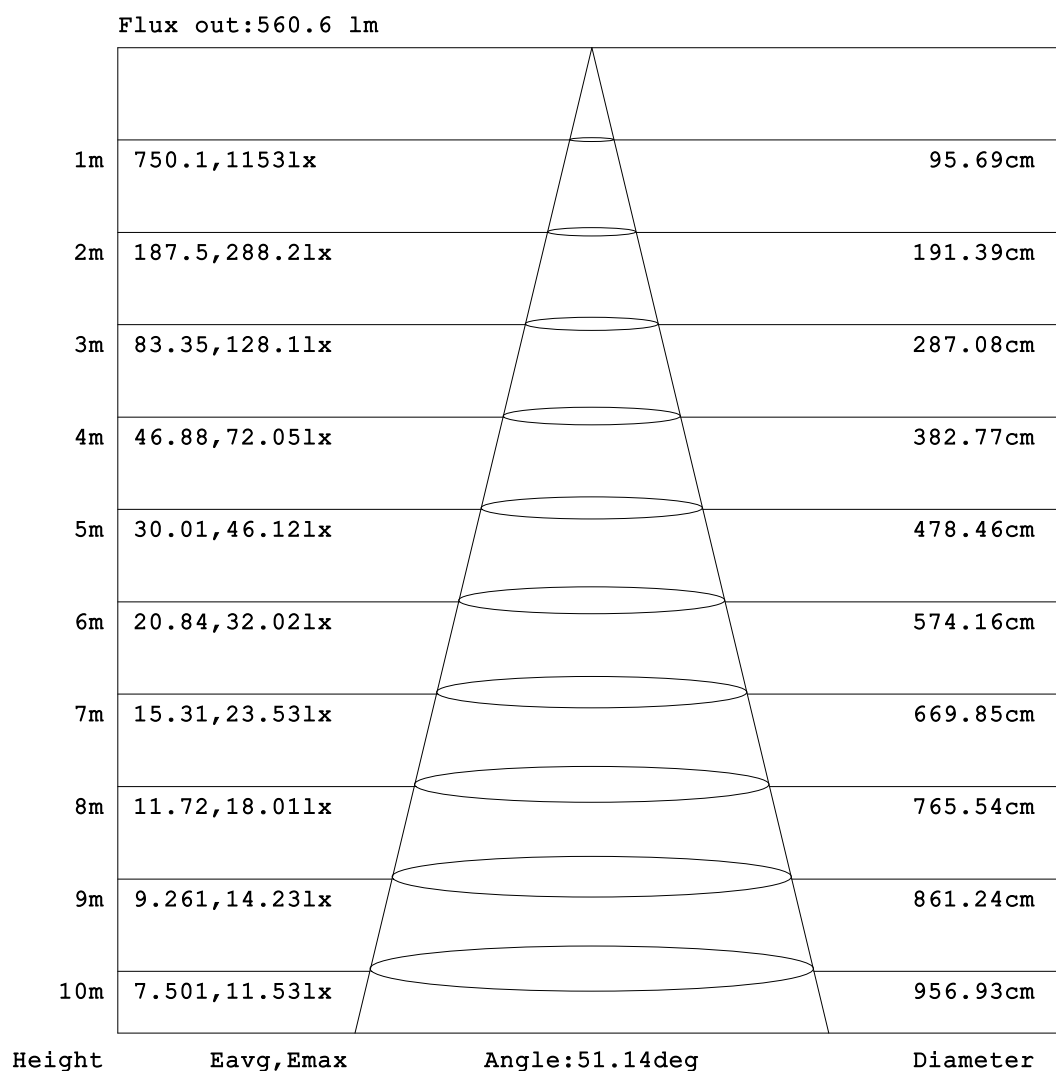 Flux out:560.6 lm
1m 750.1,1153lx 95.69cm
2m 187.5,288.2lx 191.39cm
3m 83.35,128.1lx 287.08cm
4m 46.88,72.05lx 382.77cm
5m 30.01,46.12lx 478.46cm
6m 20.84,32.02lx 574.16cm
7m 15.31,23.53lx 669.85cm
8m 11.72,18.01lx 765.54cm
9m 9.261,14.23lx 861.24cm
10m 7.501,11.53lx 956.93cm
Height Eavg,Emax Angle:51.14deg Diameter